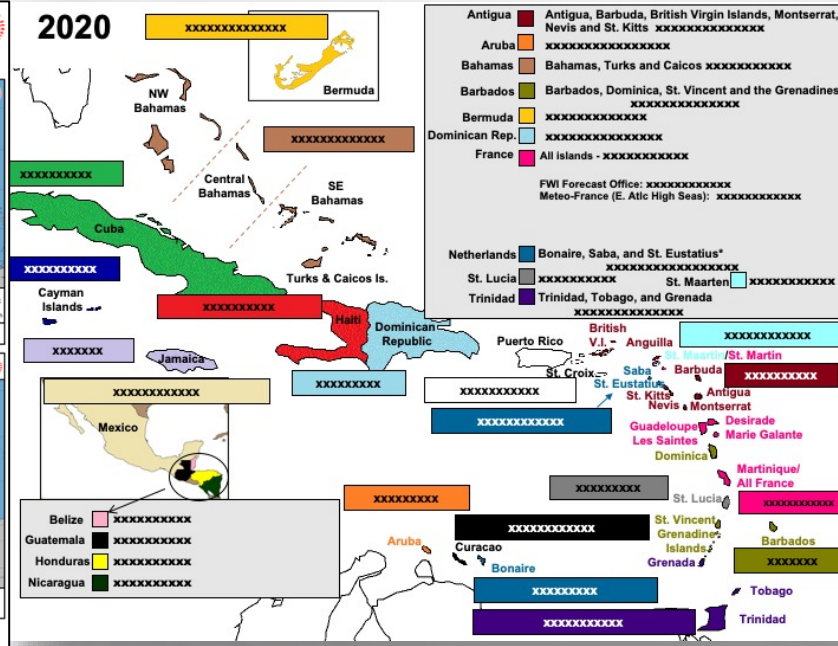 2020
xxxxxxxxxxxxxx
Bermuda
Antigua
Antigua, Barbuda, British Virgin Islands, Montserrat,
Nevis and St. Kitts xxxxxxxxxxxxxx
Aruba
xxxxxxxxxxxxxxxx
Bahamas
Bahamas, Turks and Caicos xxxxxxxxxxx
Barbados
Barbados, Dominica, St. Vincent and the Grenadines
xxxxxxxxxxxxxx
Bermuda
xxxxxxxxxxxxx
Dominican Rep.
xxxxxxxxxxxxxxx
France
All islands - xxxxxxxxxxx
FWI Forecast Office: xxxxxxxxxxxx
Meteo-France (E. Atlc High Seas): xxxxxxxxxxxx
Netherlands
Bonaire, Saba, and St. Eustatius*
xxxxxxxxxxxxxxxxx
St. Lucia
xxxxxxxxxx
St. Maarten
xxxxxxxxxxx
Trinidad
Trinidad, Tobago, and Grenada
xxxxxxxxxxxxxx
NW
Bahamas
xxxxxxxxxxxxx
xxxxxxxxxx
Central
Bahamas
SE
Bahamas
Cuba
xxxxxxxxxx
Turks & Caicos Is.
Cayman
Islands
xxxxxxxxxx
Haiti
Dominican
Republic
xxxxxxx
Jamaica
xxxxxxxxx
Puerto Rico
St. Croix
British
V.I.
Anguilla
xxxxxxxxxxxx
St Maartin/St. Martin
Saba
Barbuda
xxxxxxxxxx
St. Eustatius
St. Kitts
Antigua
Nevis
Montserrat
xxxxxxxxxxxx
xxxxxxxxxxx
xxxxxxxxxxxx
Mexico
Guadeloupe
Desirade
Les Saintes
Marie Galante
Dominica
Martinique/
All France
xxxxxxxxx
xxxxxxxxx
St. Lucia
xxxxxxxxxxxx
Belize
xxxxxxxxxx
Guatemala
xxxxxxxxxx
Honduras
xxxxxxxxxx
Nicaragua
xxxxxxxxxx
xxxxxxxxxxx
St. Vincent
Grenadine
Islands
Barbados
Aruba
Curacao
Bonaire
Grenada
xxxxxxx
xxxxxxxxx
Tobago
xxxxxxxxxxx
Trinidad